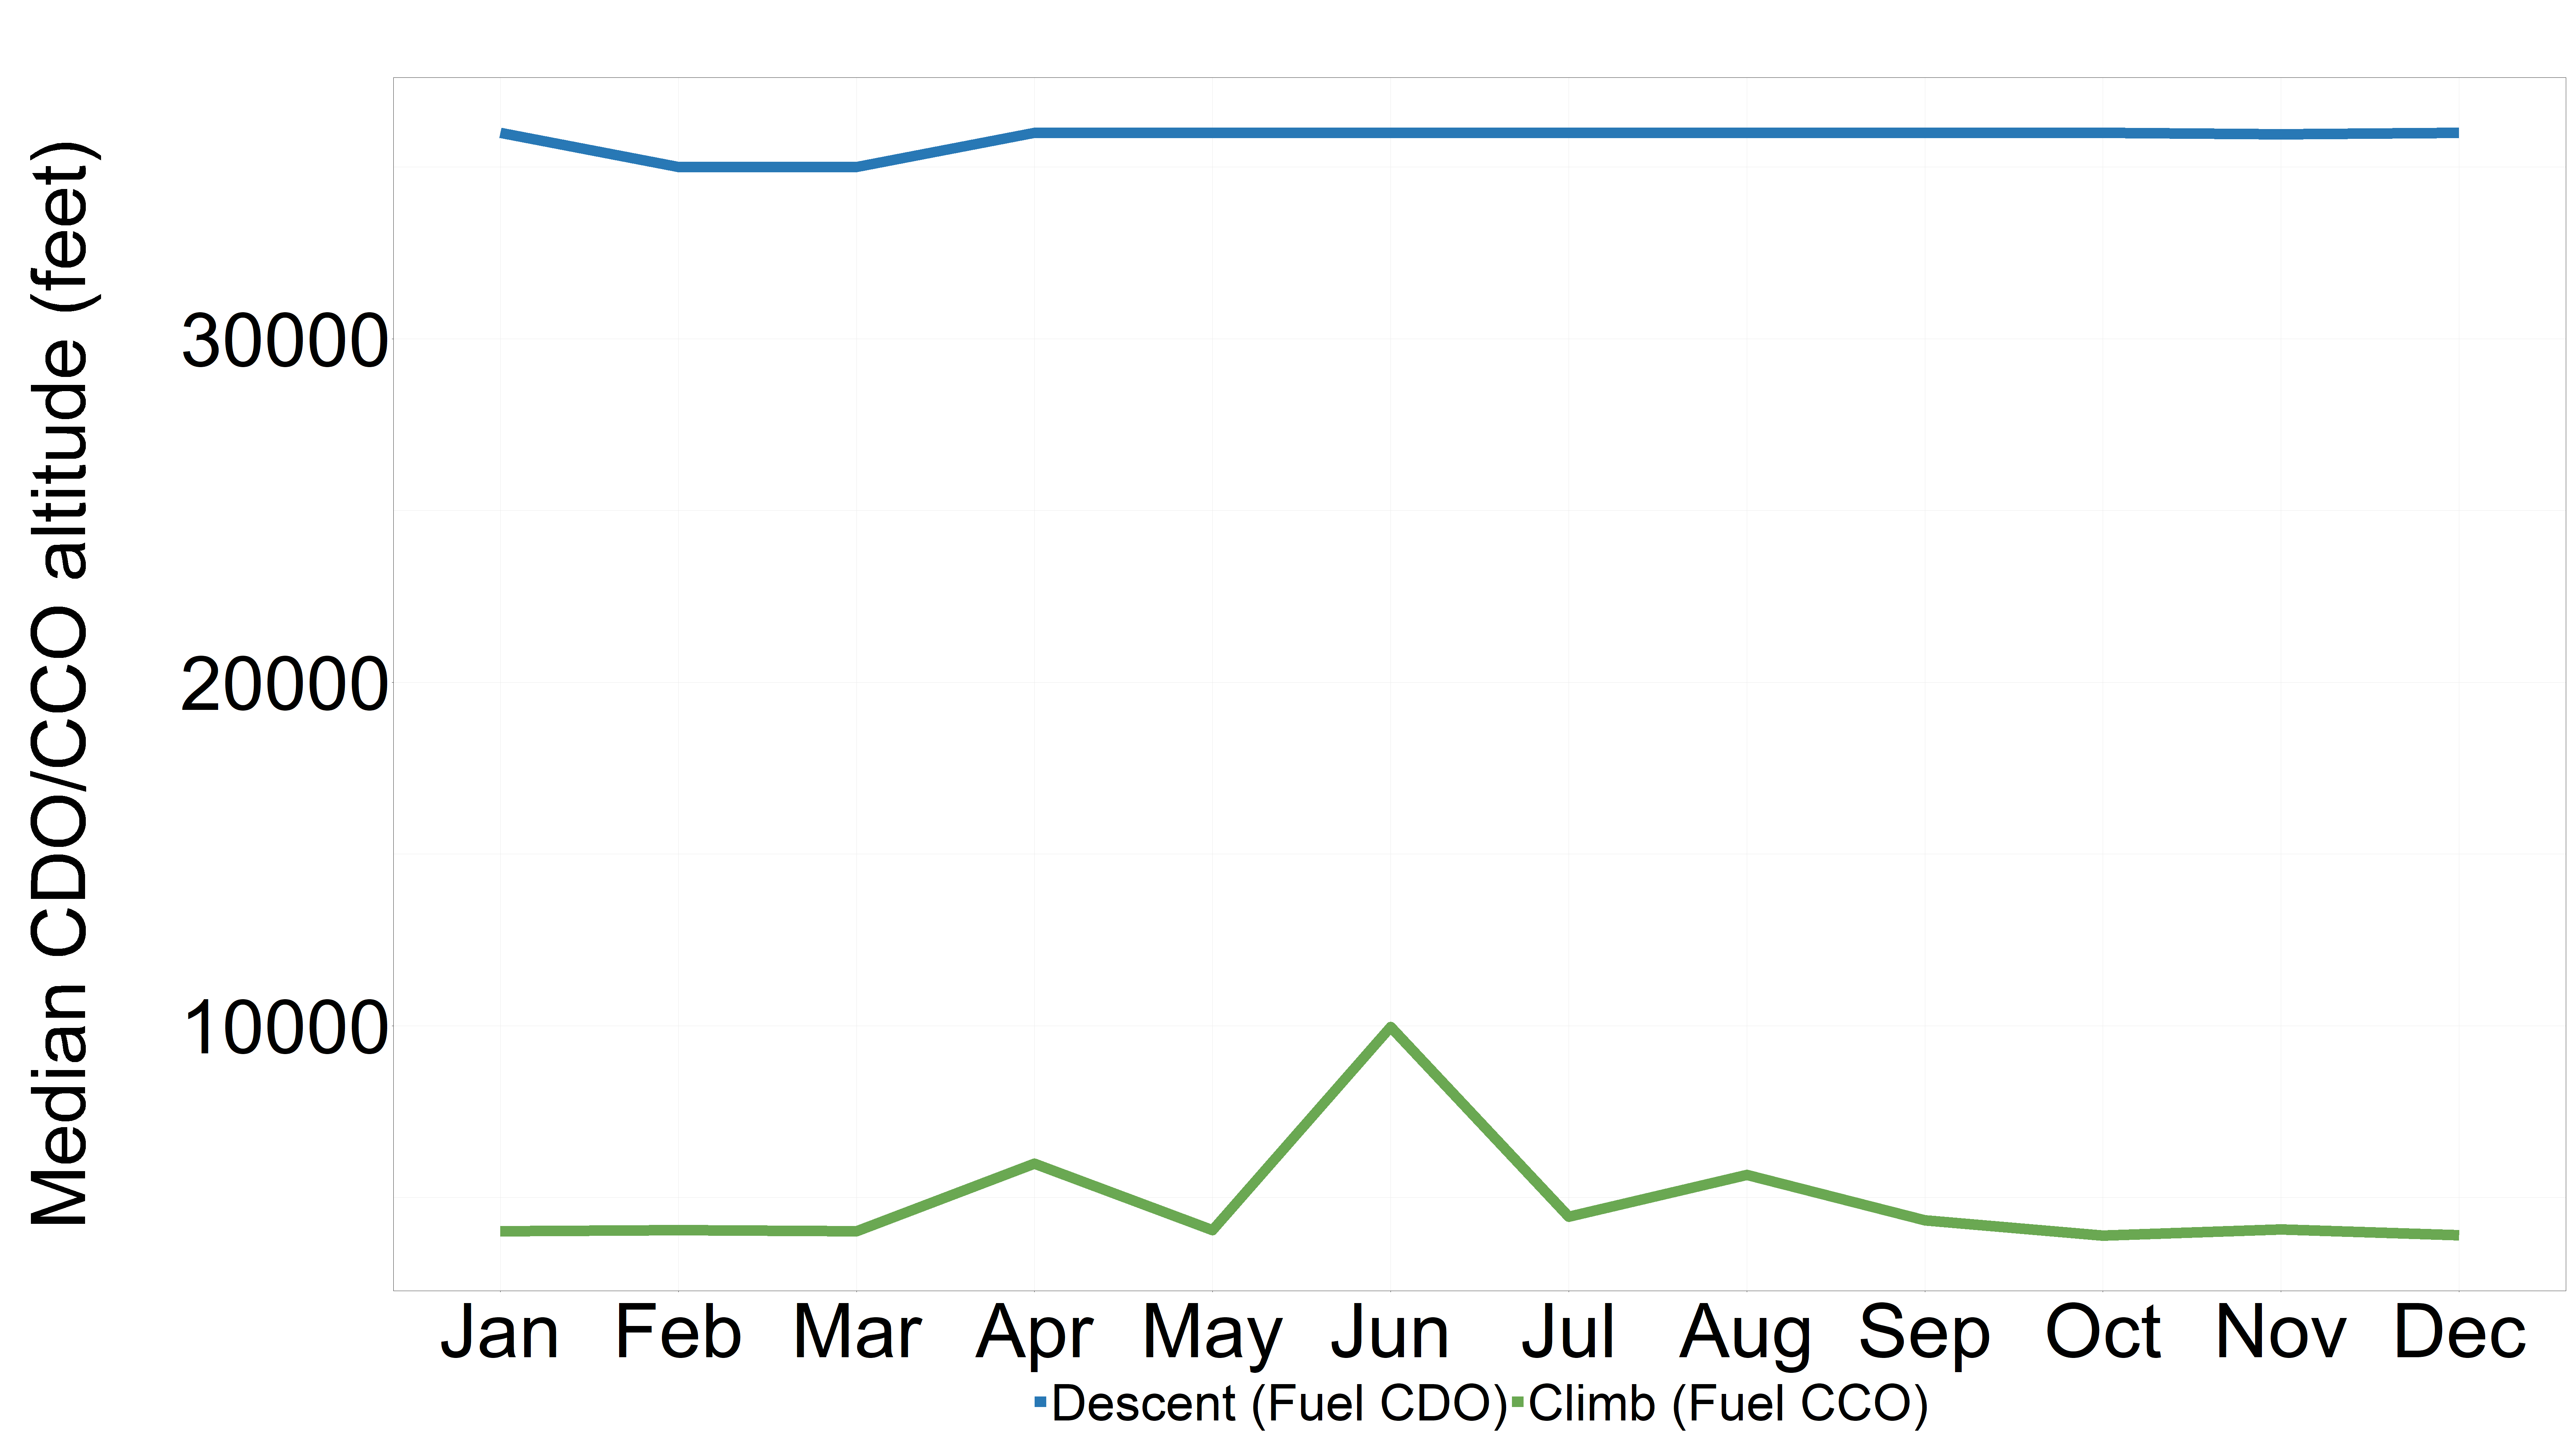 Median CDO/CCO altitude (feet)
30000
20000
10000
Jan Feb Mar Apr May Jun Jul Aug Sep Oct Nov Dec
Descent (Fuel CDO) Climb (Fuel CCO)